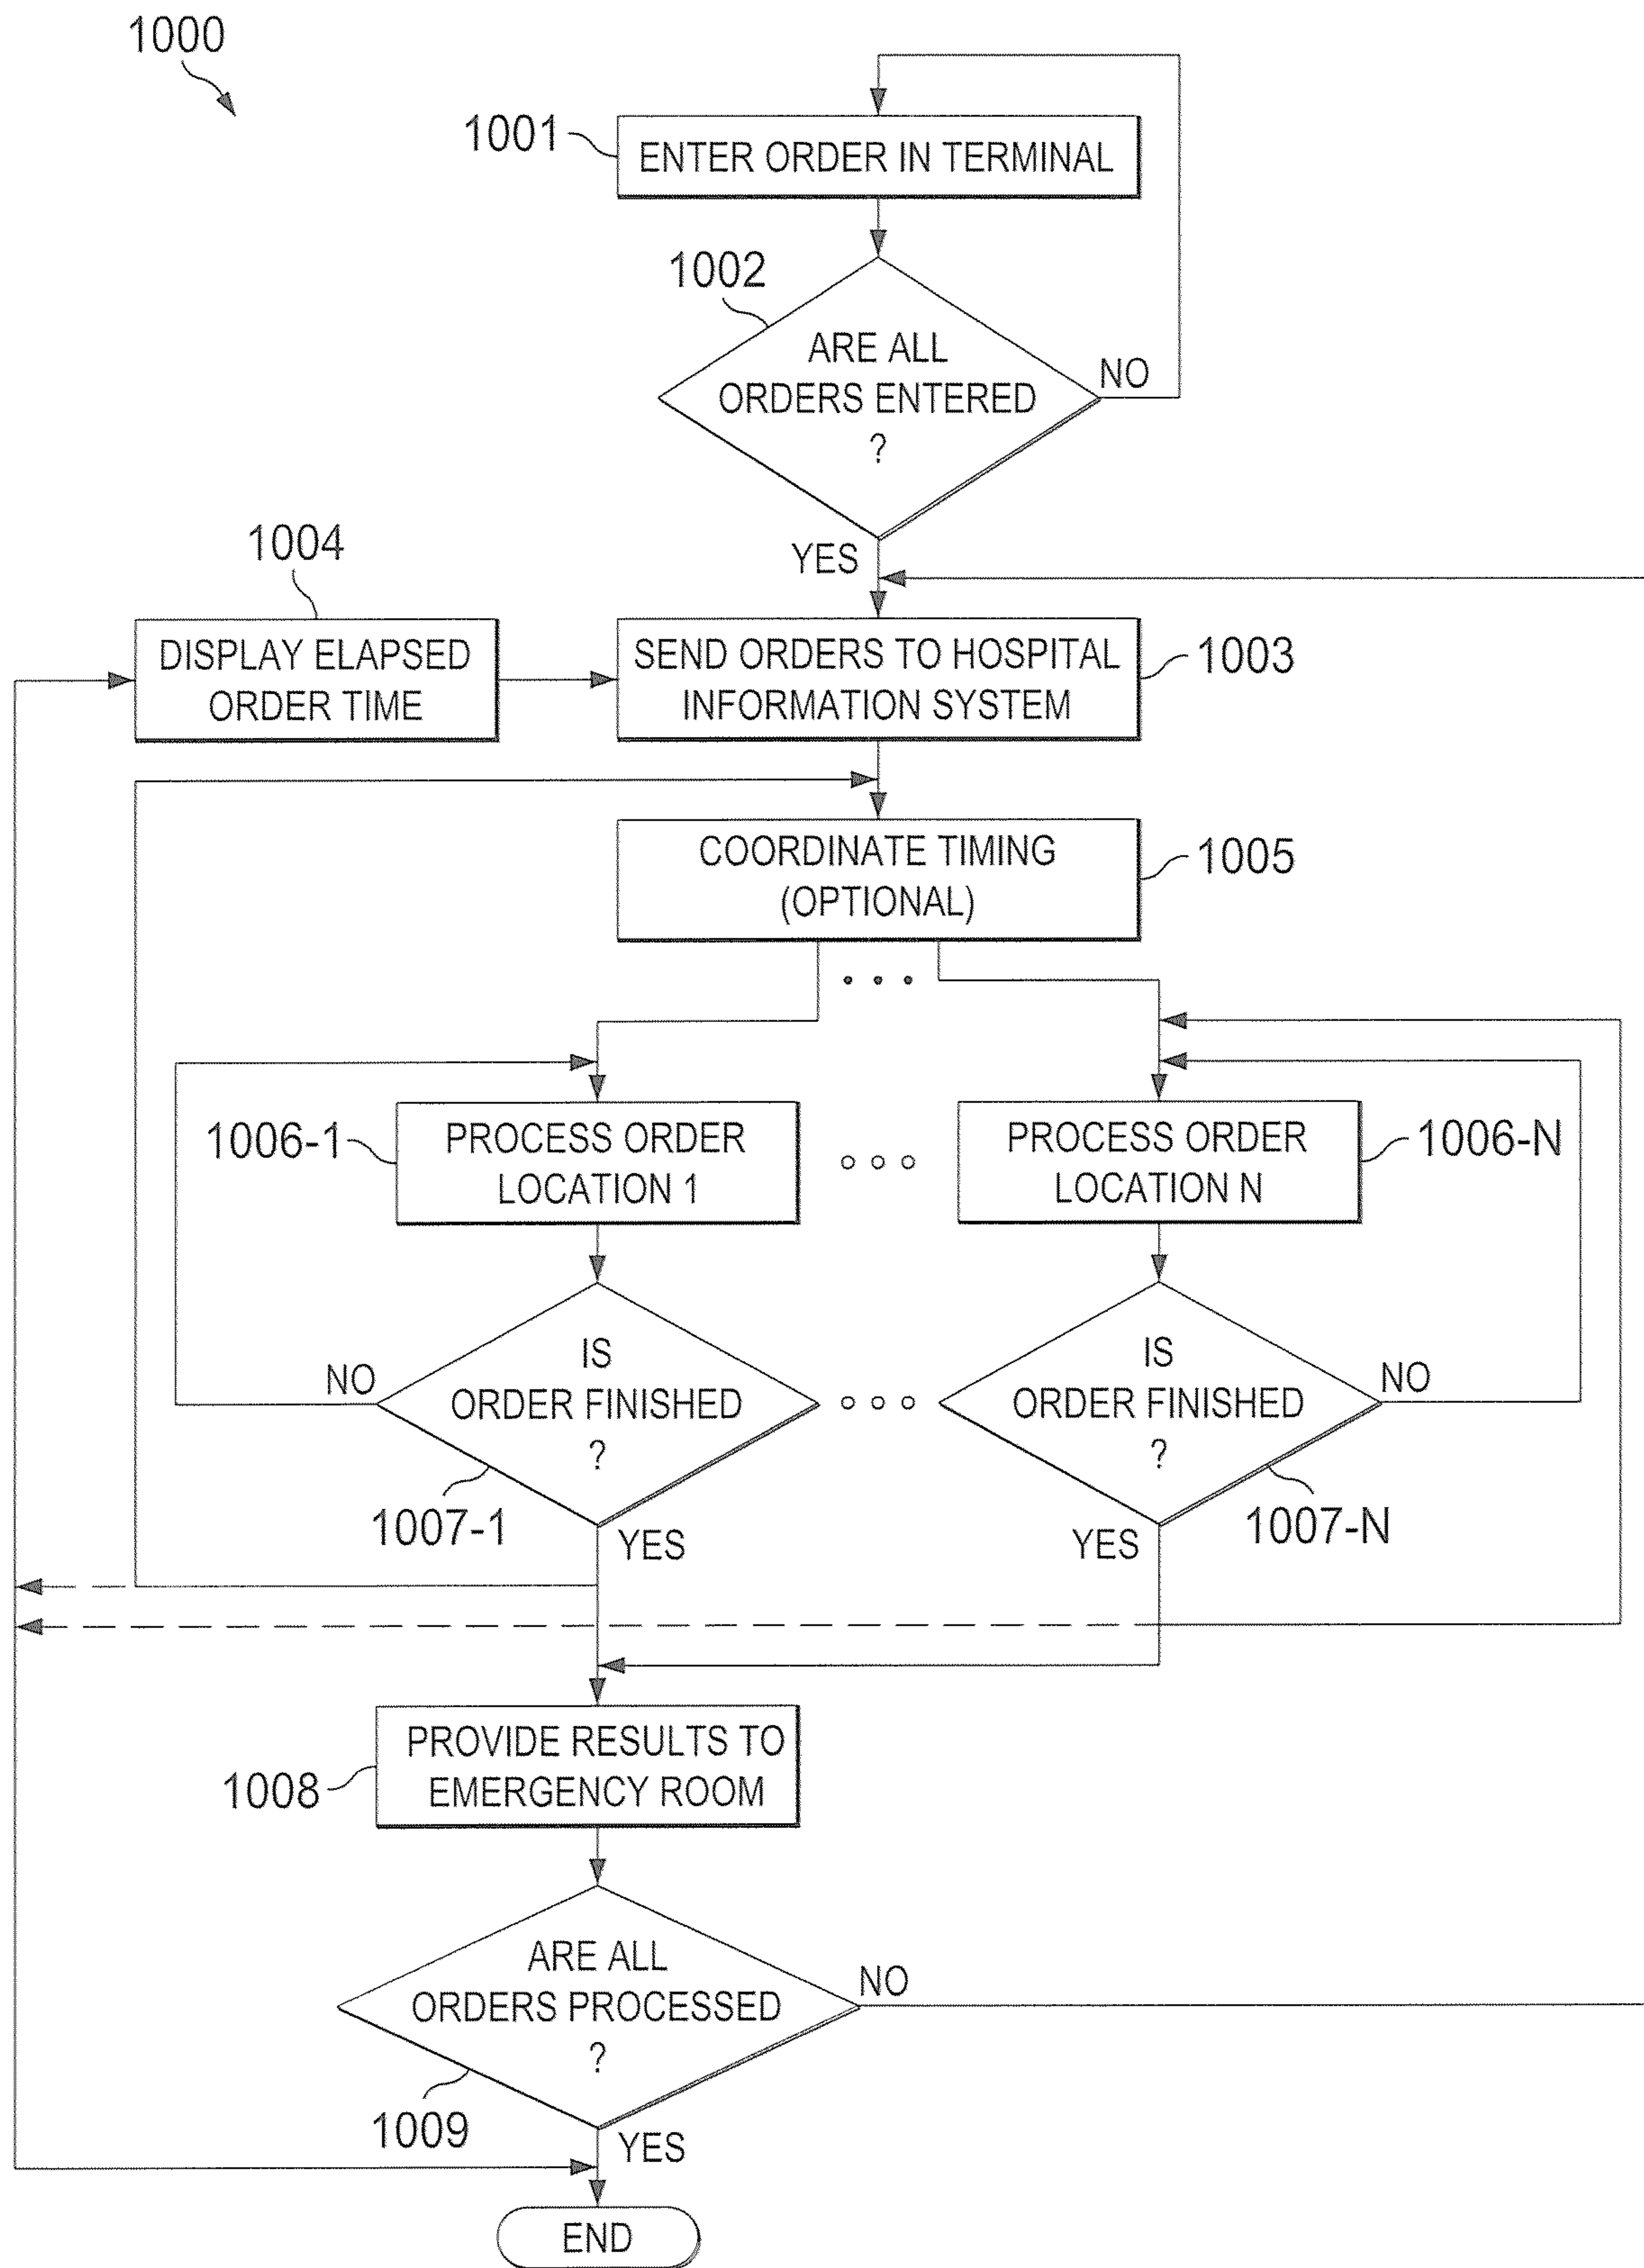 1000
1001
ENTER ORDER IN TERMINAL
1002
ARE ALL
ORDERS ENTERED
?
NO
YES
1004
DISPLAY ELAPSED
ORDER TIME
SEND ORDERS TO HOSPITAL
INFORMATION SYSTEM
1003
COORDINATE TIMING
(OPTIONAL)
1005
1006-1
PROCESS ORDER
LOCATION 1
PROCESS ORDER
LOCATION N
1006-N
NO
IS
ORDER FINISHED
?
IS
ORDER FINISHED
?
NO
1007-1
YES
YES
1007-N
1008
PROVIDE RESULTS TO
EMERGENCY ROOM
ARE ALL
ORDERS PROCESSED
?
NO
1009
YES
END